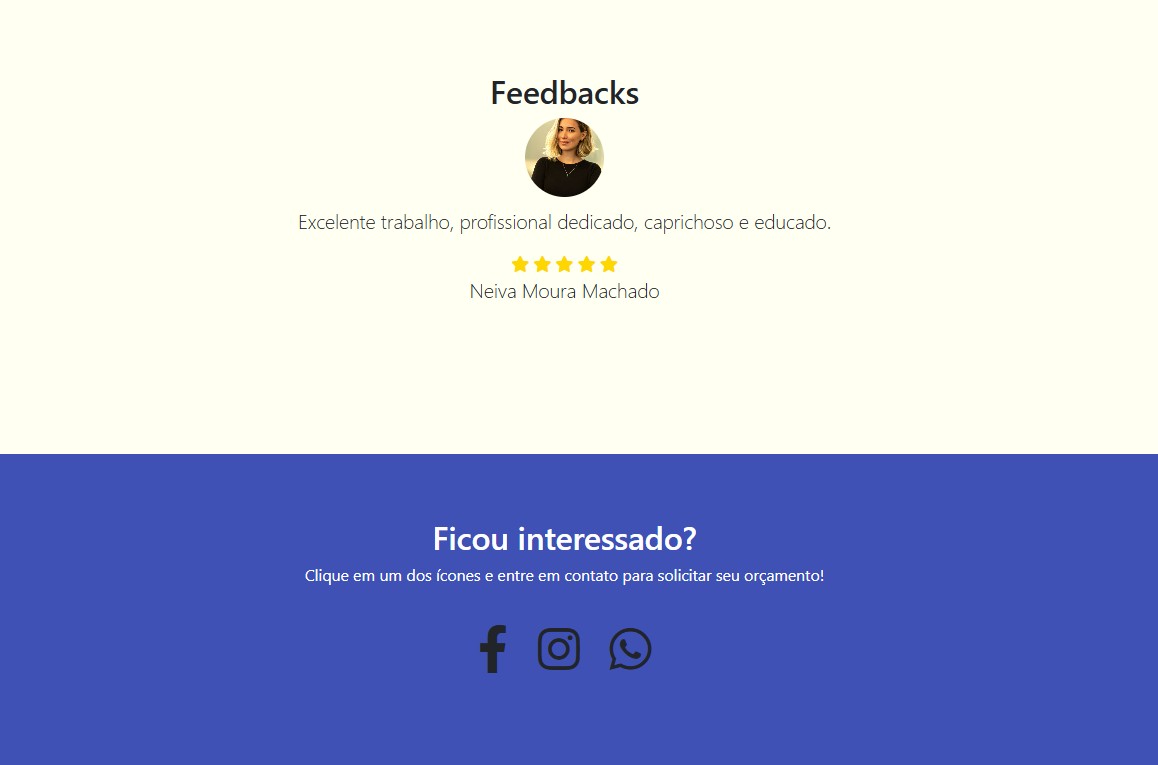 Feedbacks
Excelente trabalho, profissional dedicado, caprichoso e educado.
Neiva Moura Machado
Ficou interessado?
Clique em um dos ícones e entre em contato para solicitar seu orçamento!